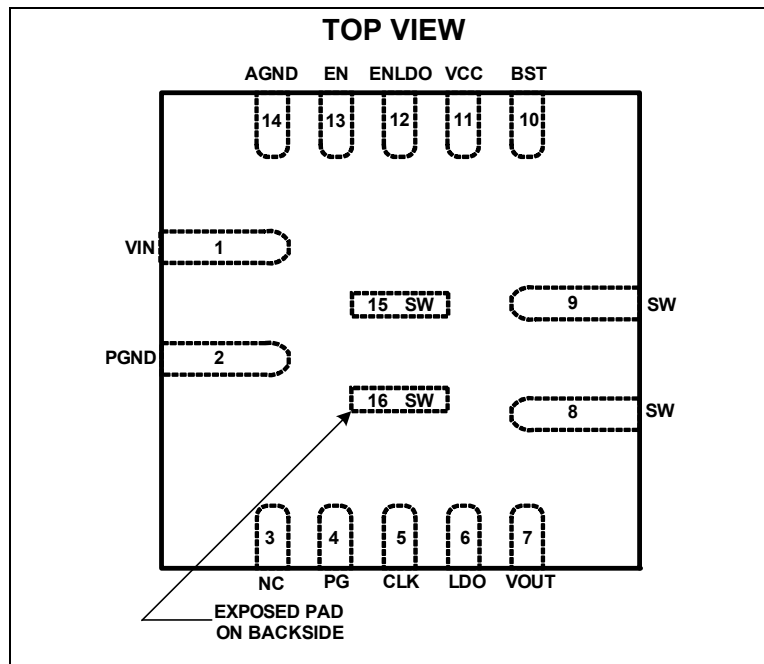 TOP VIEW
AGND EN ENLDO VCC BST
14 13 12 11 10
VIN 1
15 SW 9 SW
PGND 2
16 SW 8 SW
3 4 5 6 7
NC PG CLK LDO VOUT
EXPOSED PAD
ON BACKSIDE